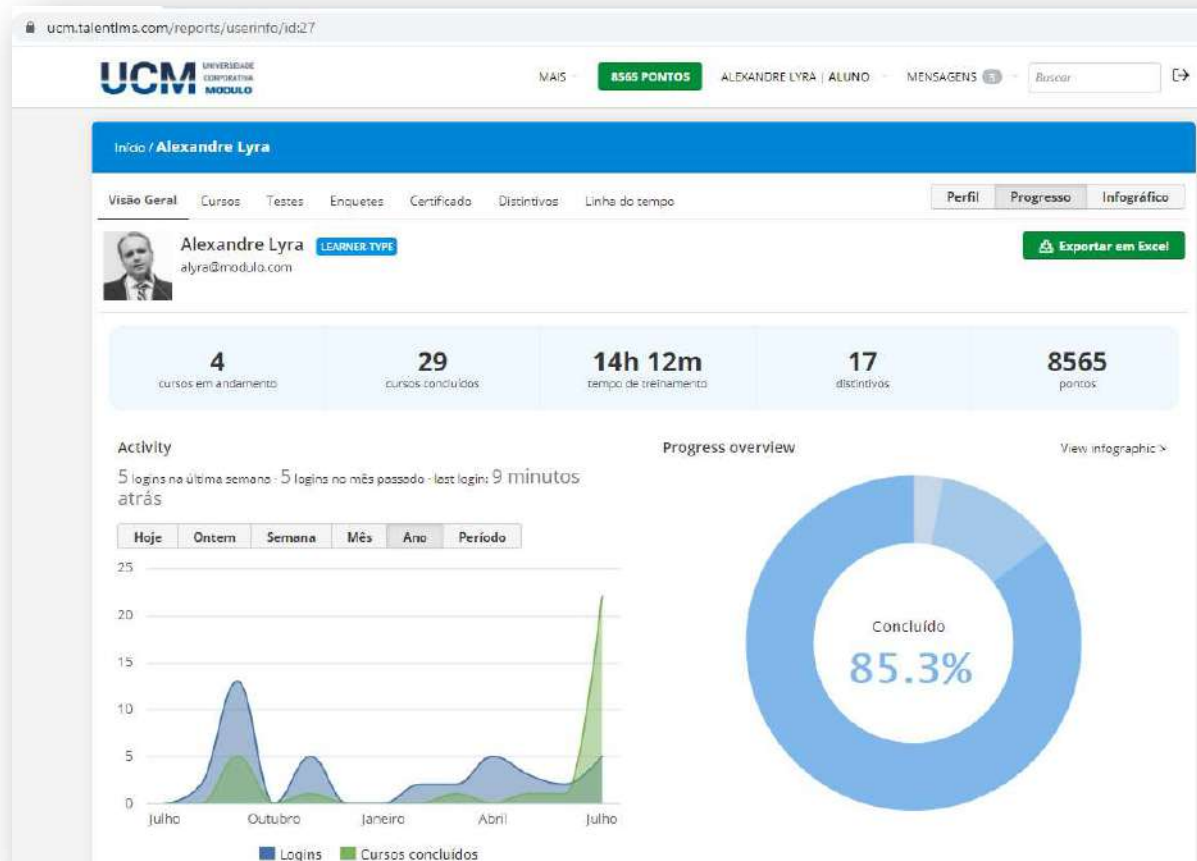 ucm.talentlms.com/reports/userinfo/id:27
UCM UNIVERSIDADE CORPORATIVA MODULO
MAIS 8565 PONTOS ALEXANDRE LYRA | ALUNO MENSAGENS Buscar
Início / Alexandre Lyra
Visão Geral Cursos Testes Enquetes Certificado Distintivos Linha do tempo Perfil Progresso Infográfico
Alexandre Lyra LEARNER-TYPE
alyra@modulo.com
Exportar em Excel
4 29 14h 12m 17 8565
cursos em andamento cursos concluídos tempo de treinamento distintivos pontos
Activity
5 logins na última semana · 5 logins no mês passado · last login: 9 minutos
atrás
Hoje Ontem Semana Mês Ano Período
25
20
15
10
5
0
Julho Outubro Janeiro Abril Julho
Logins Cursos concluídos
Progress overview View infographic >
Concluído
85.3%